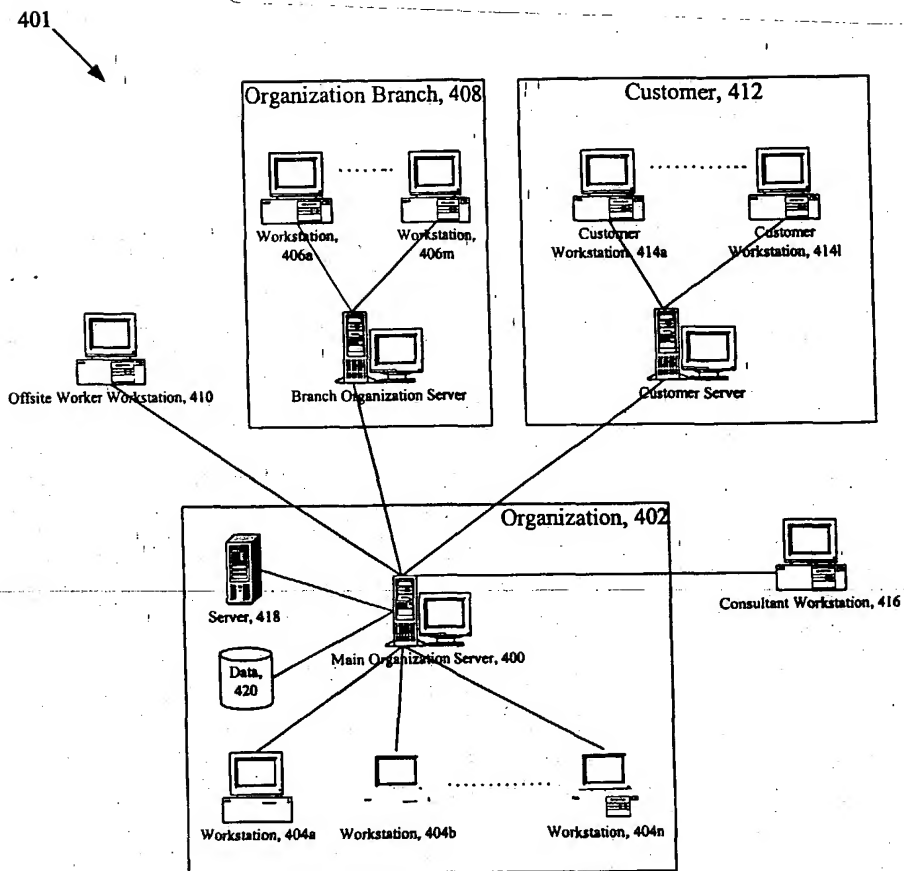 401
Organization Branch, 408
Customer, 412
Workstation,
406a
Workstation,
406m
Customer
Workstation, 414a
Customer
Workstation, 414l
Offsite Worker Workstation, 410
Branch Organization Server
Customer Server
Organization, 402
Server, 418
Consultant Workstation, 416
Main Organization Server, 400
Data,
420
Workstation, 404a
Workstation, 404b
Workstation, 404n